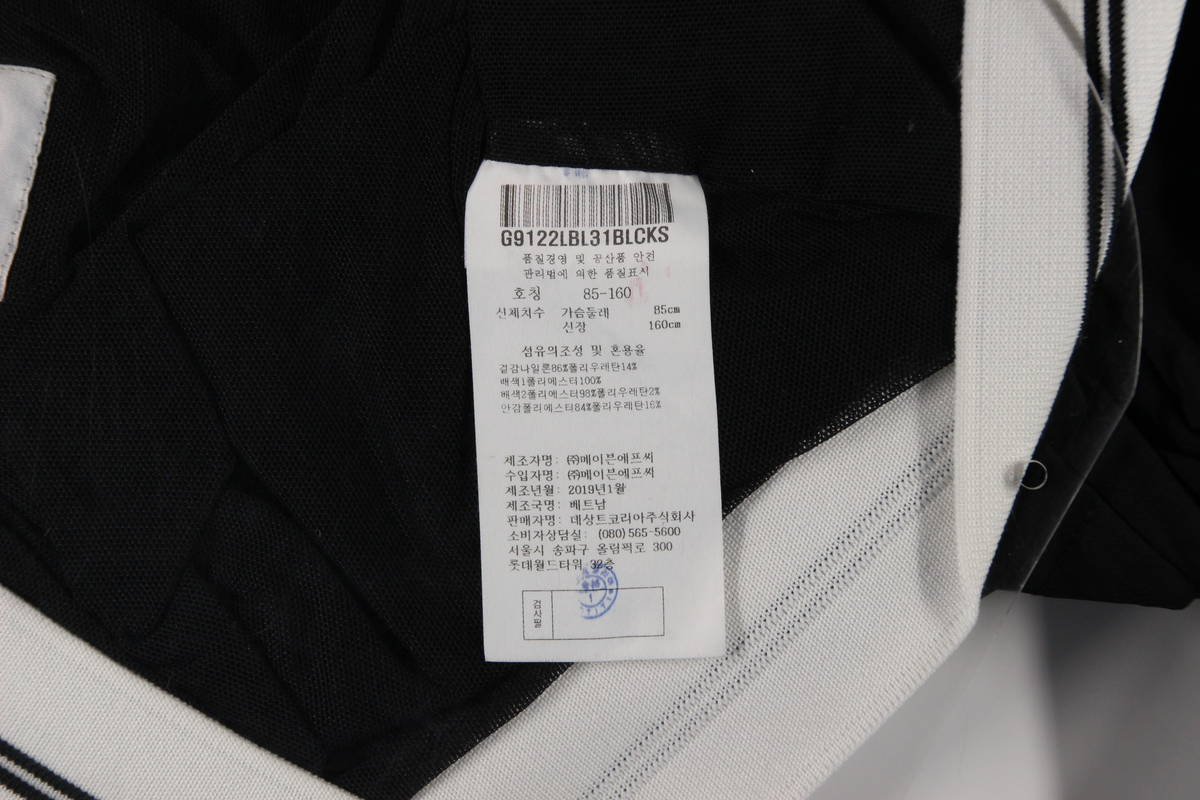 G9122LBL31BLCKS
품질경영 및 공산품 안전
관리법에 의한 품질표시
호칭 85-160
신체치수 가슴둘레 85cm
신장 160cm
섬유의조성 및 혼용율
겉감나일론86%폴리우레탄14%
배색1폴리에스터100%
배색2폴리에스터98%폴리우레탄2%
안감폴리에스터84%폴리우레탄16%
제조자명: ㈜메이븐에프씨
수입자명: ㈜메이븐에프씨
제조년월: 2019년1월
제조국명: 베트남
판매자명: 데상트코리아주식회사
소비자상담실: (080)565-5600
서울시 송파구 올림픽로 300
롯데월드타워 32층
검사필